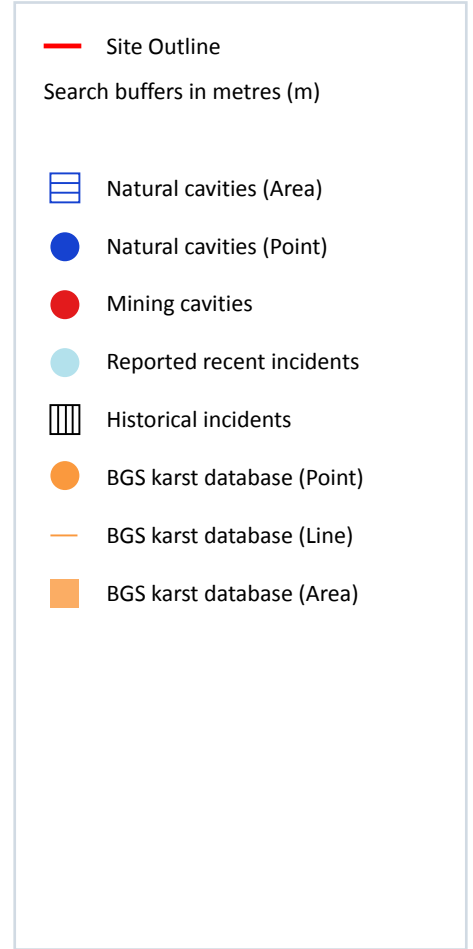 Site Outline
Search buffers in metres (m)
Natural cavities (Area)
Natural cavities (Point)
Mining cavities
Reported recent incidents
Historical incidents
BGS karst database (Point)
BGS karst database (Line)
BGS karst database (Area)